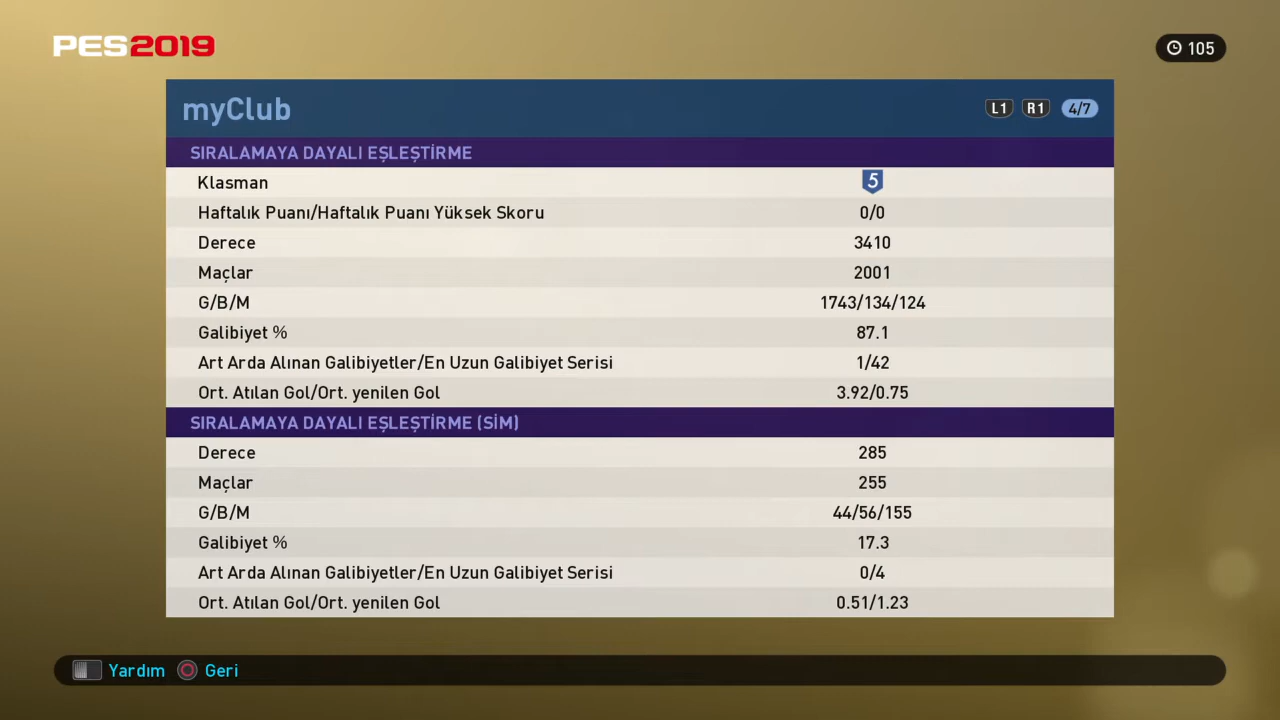 PES2019
105
myClub
L1 R1 4/7
SIRALAMAYA DAYALI EŞLEŞTİRME
Klasman 5
Haftalık Puanı/Haftalık Puanı Yüksek Skoru 0/0
Derece 3410
Maçlar 2001
G/B/M 1743/134/124
Galibiyet % 87.1
Art Arda Alınan Galibiyetler/En Uzun Galibiyet Serisi 1/42
Ort. Atılan Gol/Ort. yenilen Gol 3.92/0.75
SIRALAMAYA DAYALI EŞLEŞTİRME (SİM)
Derece 285
Maçlar 255
G/B/M 44/56/155
Galibiyet % 17.3
Art Arda Alınan Galibiyetler/En Uzun Galibiyet Serisi 0/4
Ort. Atılan Gol/Ort. yenilen Gol 0.51/1.23
Yardım Geri